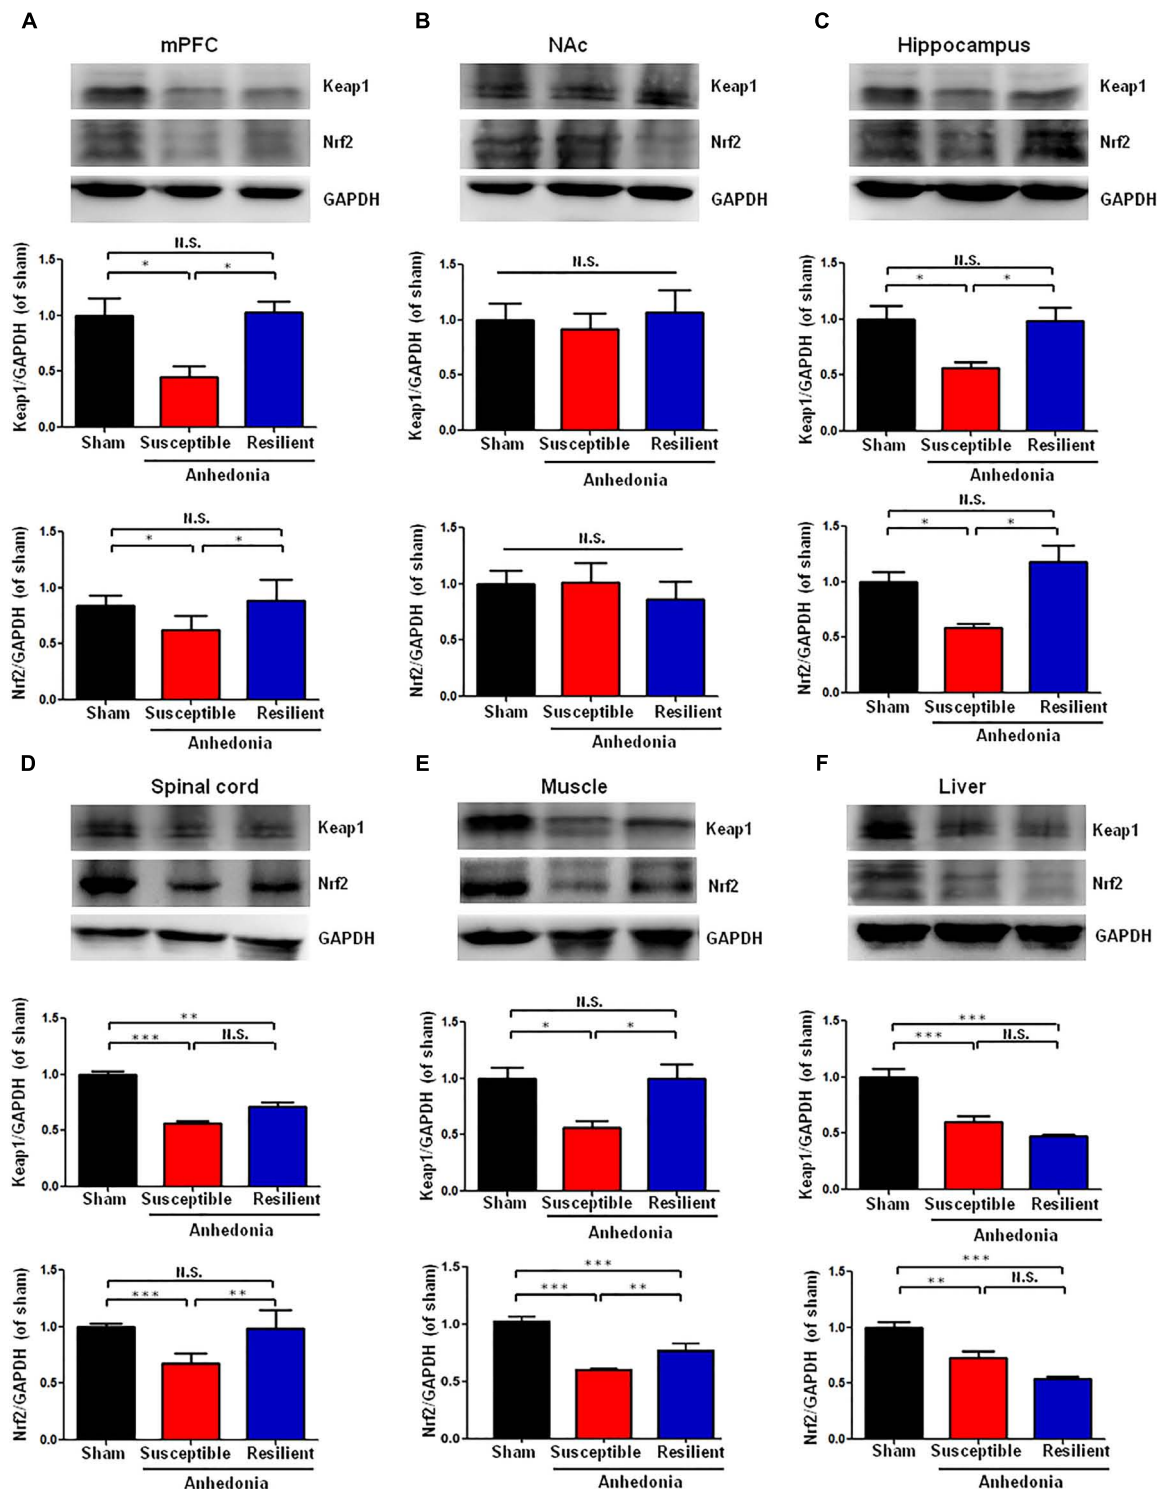 A
mPFC
Keap1
Nrf2
GAPDH
Keap1/GAPDH (of sham)
1.5
1.0
0.5
0.0
N.S.
*
*
Sham
Susceptible
Resilient
Anhedonia
Nrf2/GAPDH (of sham)
1.5
1.0
0.5
0.0
N.S.
*
*
Sham
Susceptible
Resilient
Anhedonia
B
NAc
Keap1
Nrf2
GAPDH
Keap1/GAPDH (of sham)
1.5
1.0
0.5
0.0
N.S.
Sham
Susceptible
Resilient
Anhedonia
Nrf2/GAPDH (of sham)
1.5
1.0
0.5
0.0
N.S.
Sham
Susceptible
Resilient
Anhedonia
C
Hippocampus
Keap1
Nrf2
GAPDH
Keap1/GAPDH (of sham)
1.5
1.0
0.5
0.0
N.S.
*
*
Sham
Susceptible
Resilient
Anhedonia
Nrf2/GAPDH (of sham)
1.5
1.0
0.5
0.0
N.S.
*
*
Sham
Susceptible
Resilient
Anhedonia
D
Spinal cord
Keap1
Nrf2
GAPDH
Keap1/GAPDH (of sham)
1.5
1.0
0.5
0.0
**
***
N.S.
Sham
Susceptible
Resilient
Anhedonia
Nrf2/GAPDH (of sham)
1.5
1.0
0.5
0.0
N.S.
***
**
Sham
Susceptible
Resilient
Anhedonia
E
Muscle
Keap1
Nrf2
GAPDH
Keap1/GAPDH (of sham)
1.5
1.0
0.5
0.0
N.S.
*
*
Sham
Susceptible
Resilient
Anhedonia
Nrf2/GAPDH (of sham)
1.5
1.0
0.5
0.0
***
***
**
Sham
Susceptible
Resilient
Anhedonia
F
Liver
Keap1
Nrf2
GAPDH
Keap1/GAPDH (of sham)
1.5
1.0
0.5
0.0
***
***
N.S.
Sham
Susceptible
Resilient
Anhedonia
Nrf2/GAPDH (of sham)
1.5
1.0
0.5
0.0
***
**
N.S.
Sham
Susceptible
Resilient
Anhedonia